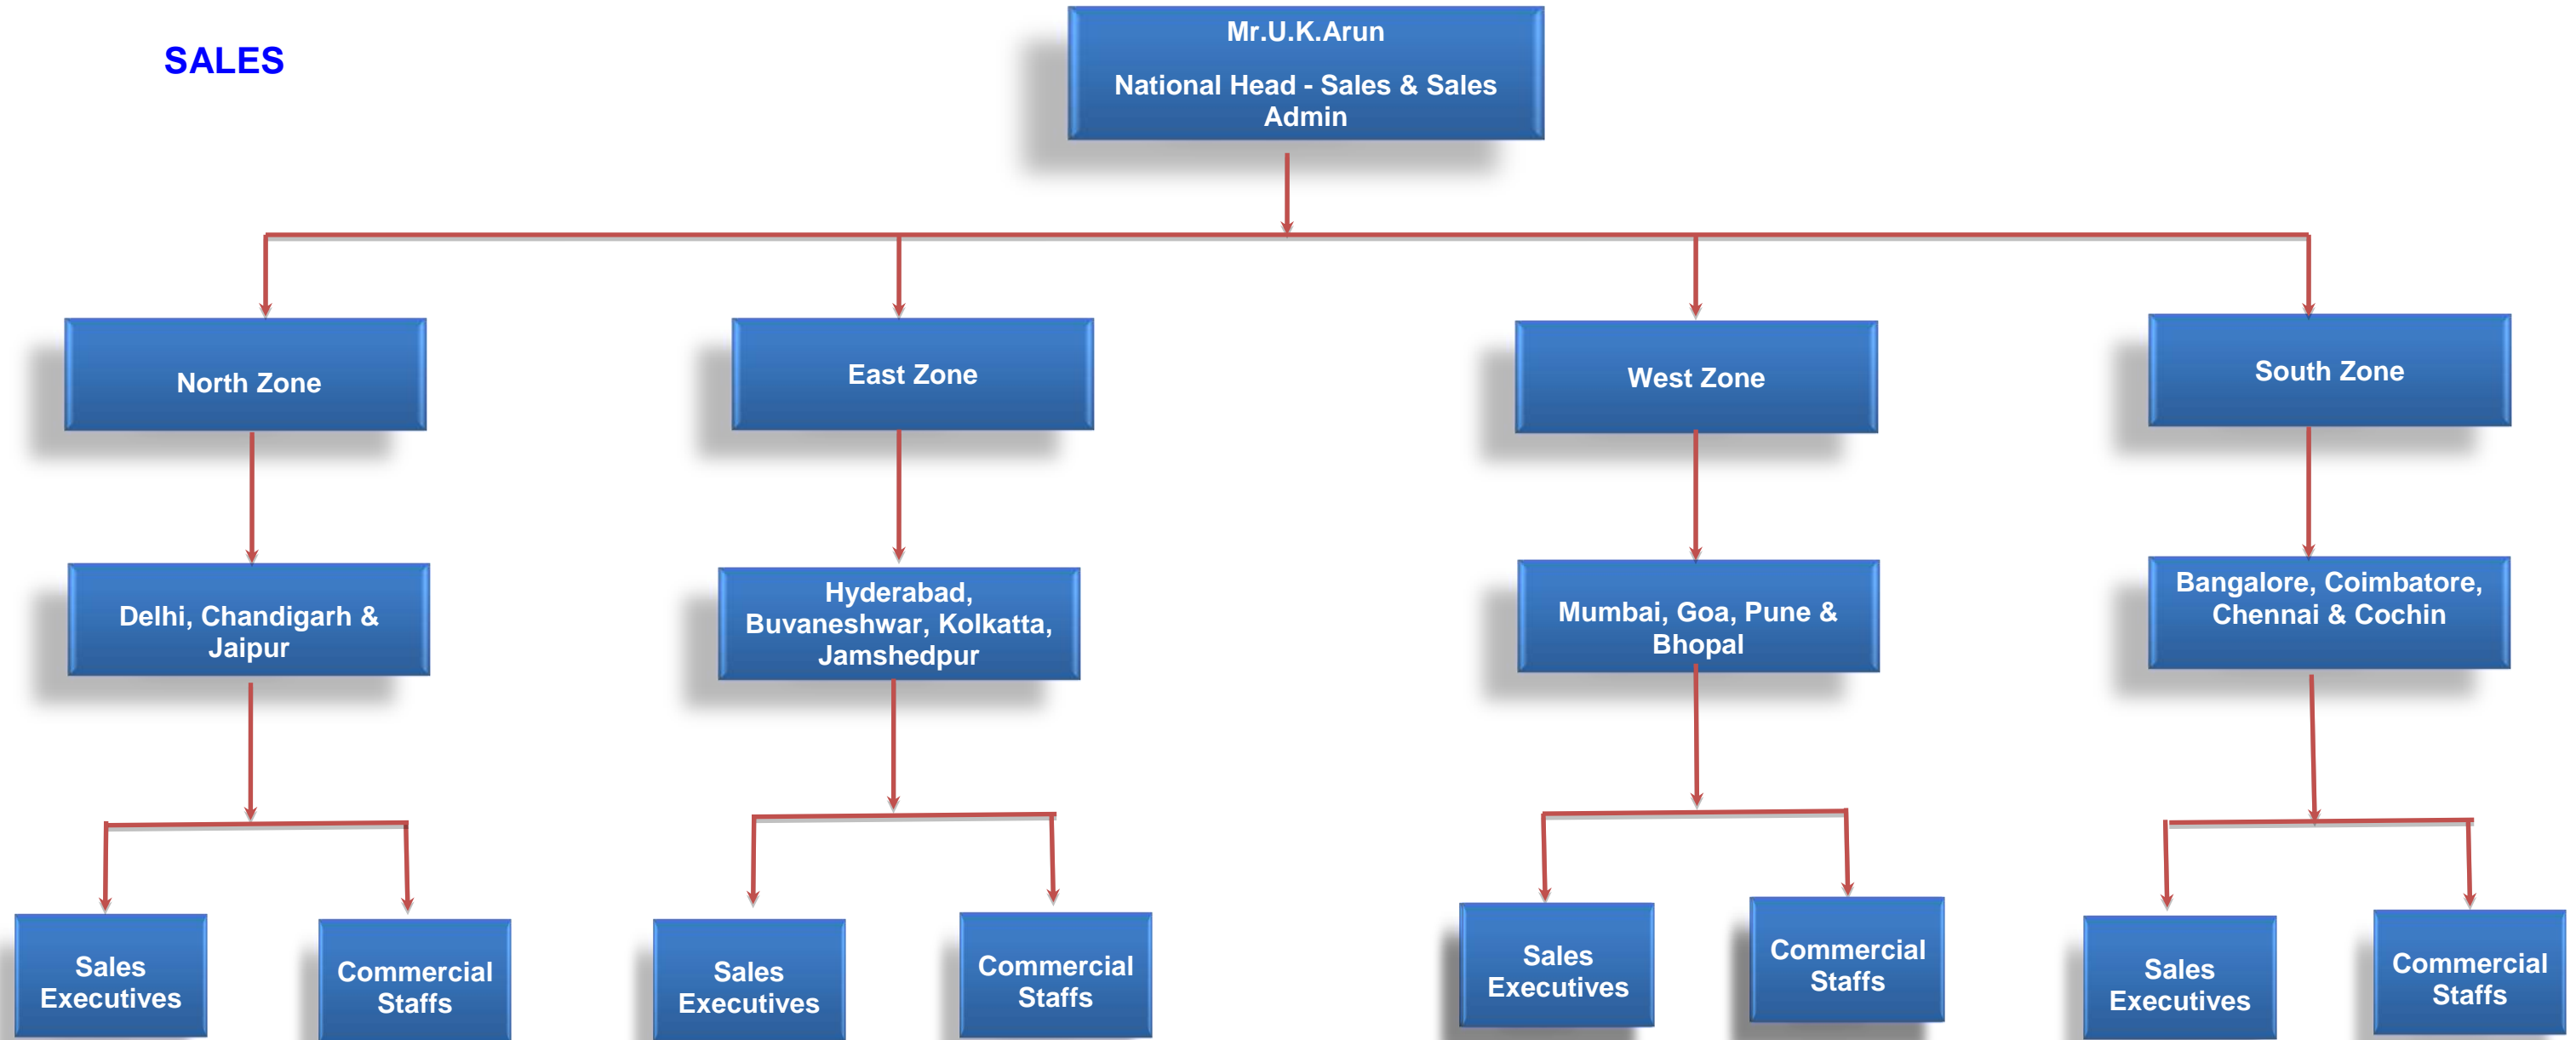 SALES
Mr.U.K.Arun
National Head - Sales & Sales
Admin
North Zone
East Zone
West Zone
South Zone
Delhi, Chandigarh &
Jaipur
Hyderabad,
Buvaneshwar, Kolkatta,
Jamshedpur
Mumbai, Goa, Pune &
Bhopal
Bangalore, Coimbatore,
Chennai & Cochin
Sales
Executives
Commercial
Staffs
Sales
Executives
Commercial
Staffs
Sales
Executives
Commercial
Staffs
Sales
Executives
Commercial
Staffs